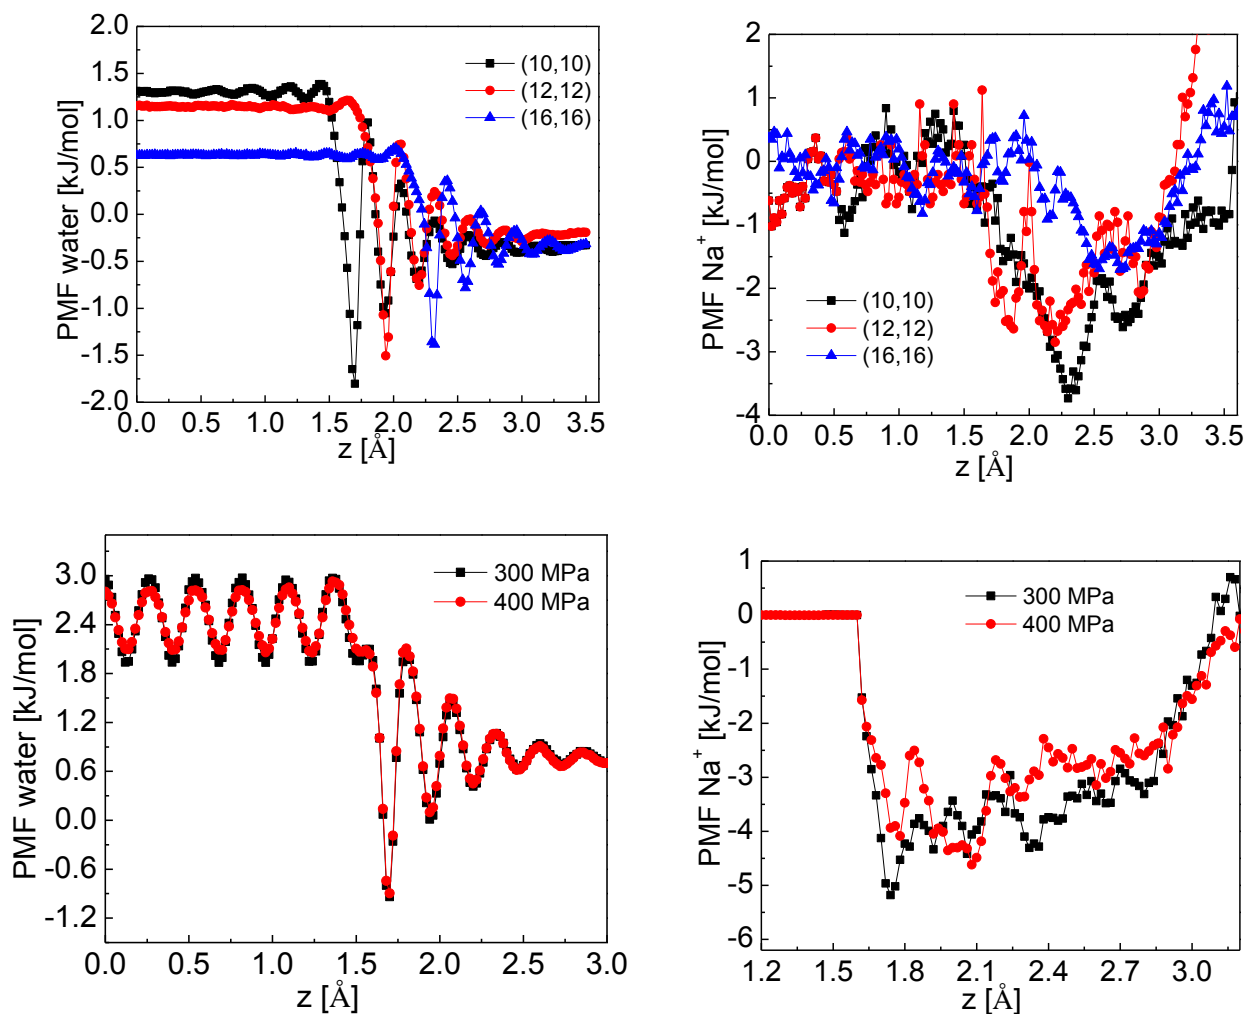 2.0
1.5
1.0
0.5
0.0
-0.5
-1.0
-1.5
-2.0
PMF water [kJ/mol]
(10,10)
(12,12)
(16,16)
0.0 0.5 1.0 1.5 2.0 2.5 3.0 3.5
z [Å]
2
1
0
-1
-2
-3
-4
PMF Na⁺ [kJ/mol]
(10,10)
(12,12)
(16,16)
0.0 0.5 1.0 1.5 2.0 2.5 3.0 3.5
z [Å]
3.0
2.4
1.8
1.2
0.6
0.0
-0.6
-1.2
PMF water [kJ/mol]
300 MPa
400 MPa
0.0 0.5 1.0 1.5 2.0 2.5 3.0
z [Å]
1
0
-1
-2
-3
-4
-5
-6
PMF Na⁺ [kJ/mol]
300 MPa
400 MPa
1.2 1.5 1.8 2.1 2.4 2.7 3.0
z [Å]